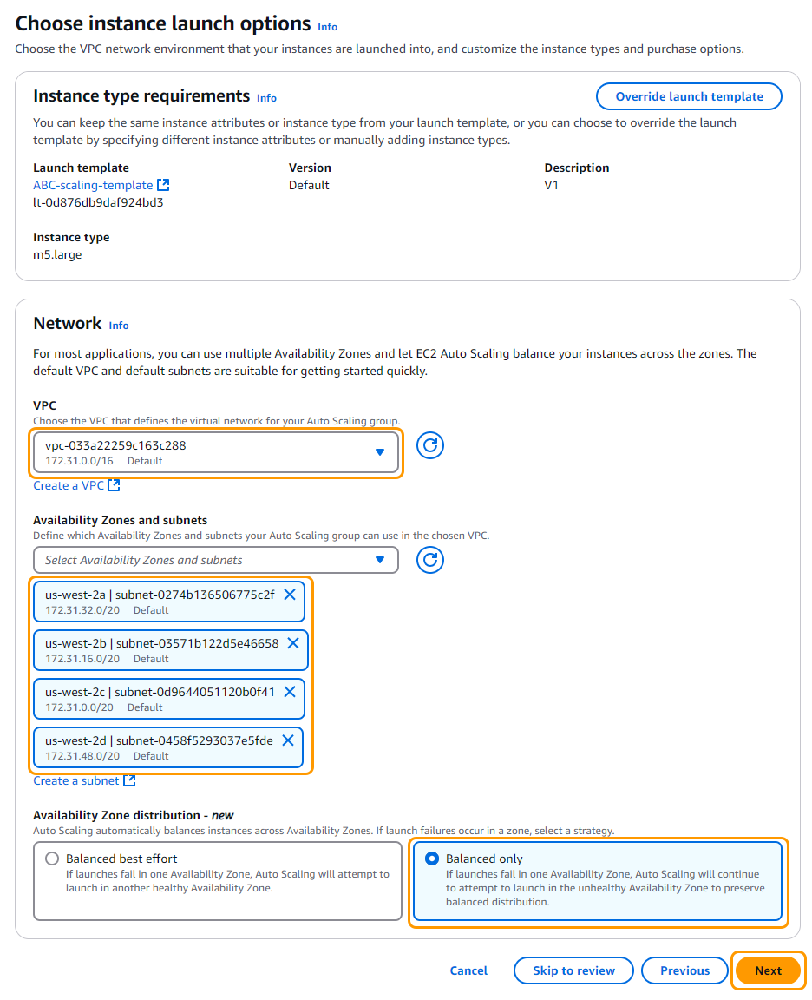 Choose instance launch options Info
Choose the VPC network environment that your instances are launched into, and customize the instance types and purchase options.
Instance type requirements Info
Override launch template
You can keep the same instance attributes or instance type from your launch template, or you can choose to override the launch
template by specifying different instance attributes or manually adding instance types.
Launch template
ABC-scaling-template
lt-0d876db9daf924bd3
Version
Default
Description
V1
Instance type
m5.large
Network Info
For most applications, you can use multiple Availability Zones and let EC2 Auto Scaling balance your instances across the zones. The
default VPC and default subnets are suitable for getting started quickly.
VPC
Choose the VPC that defines the virtual network for your Auto Scaling group.
vpc-033a22259c163c288
172.31.0.0/16 Default
Create a VPC
Availability Zones and subnets
Define which Availability Zones and subnets your Auto Scaling group can use in the chosen VPC.
Select Availability Zones and subnets
us-west-2a | subnet-0274b136506775c2f
172.31.32.0/20 Default
us-west-2b | subnet-03571b122d5e46658
172.31.16.0/20 Default
us-west-2c | subnet-0d9644051120b0f41
172.31.0.0/20 Default
us-west-2d | subnet-0458f5293037e5fde
172.31.48.0/20 Default
Create a subnet
Availability Zone distribution - new
Auto Scaling automatically balances instances across Availability Zones. If launch failures occur in a zone, select a strategy.
Balanced best effort
If launches fail in one Availability Zone, Auto Scaling will attempt to
launch in another healthy Availability Zone.
Balanced only
If launches fail in one Availability Zone, Auto Scaling will continue
to attempt to launch in the unhealthy Availability Zone to preserve
balanced distribution.
Cancel
Skip to review
Previous
Next